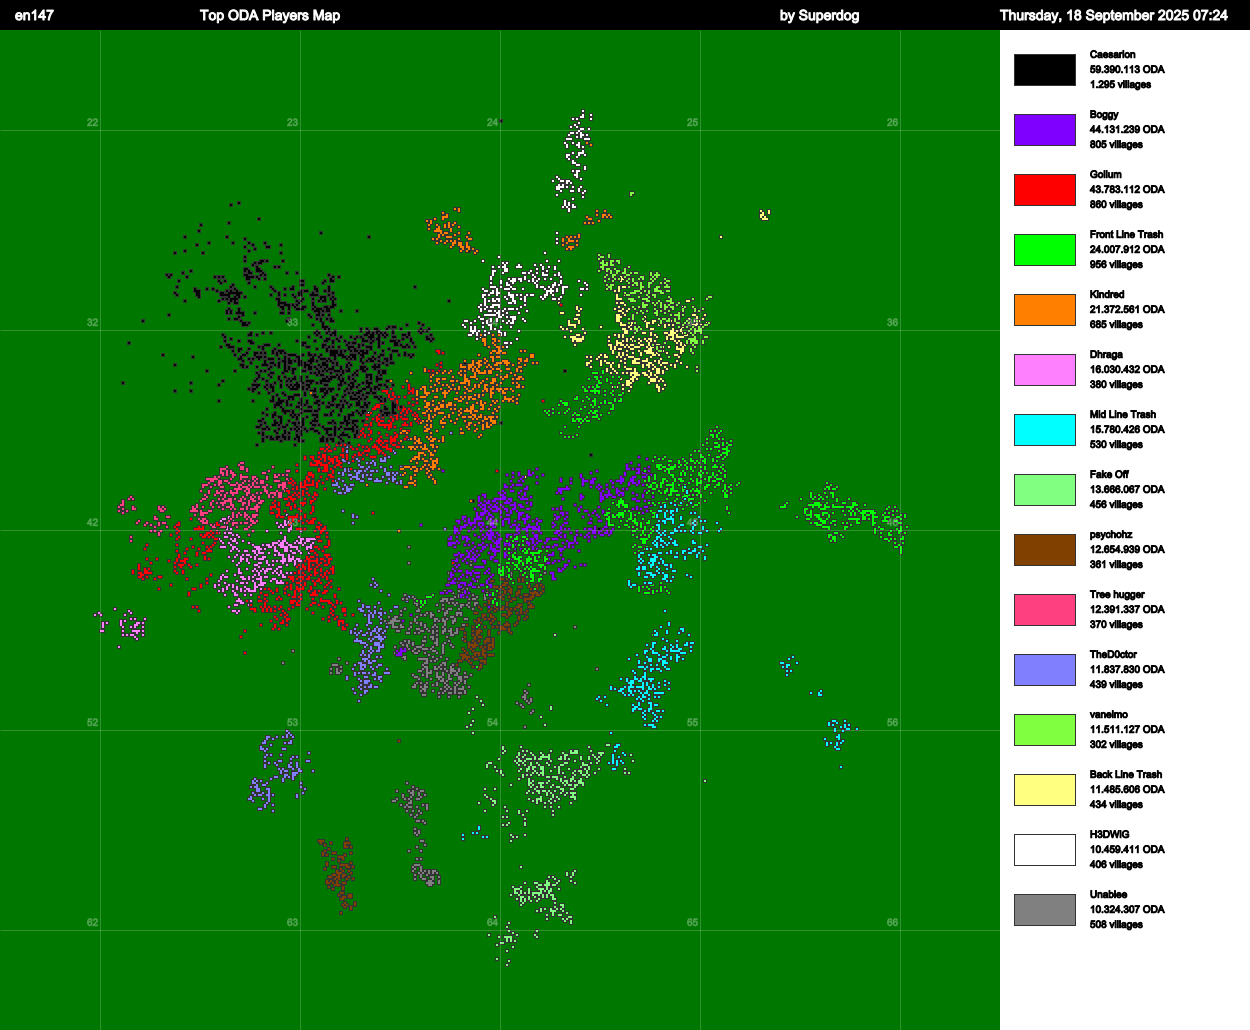 en147 Top ODA Players Map by Superdog Thursday, 18 September 2025 07:24
Caesarion
59.390.113 ODA
1.295 villages
Boggy
44.131.239 ODA
805 villages
Gollum
43.783.112 ODA
860 villages
Front Line Trash
24.007.912 ODA
956 villages
Kindred
21.372.561 ODA
685 villages
Dhraga
16.030.432 ODA
380 villages
Mid Line Trash
15.780.426 ODA
530 villages
Fake Off
13.666.067 ODA
456 villages
psychohz
12.654.939 ODA
361 villages
Tree hugger
12.391.337 ODA
370 villages
TheD0ctor
11.837.830 ODA
439 villages
vanelmo
11.511.127 ODA
302 villages
Back Line Trash
11.485.606 ODA
434 villages
H3DWIG
10.459.411 ODA
406 villages
Unablee
10.324.307 ODA
508 villages
22 23 24 25 26
32 33 36
42 43 44 45 46
52 53 54 55 56
62 63 64 65 66